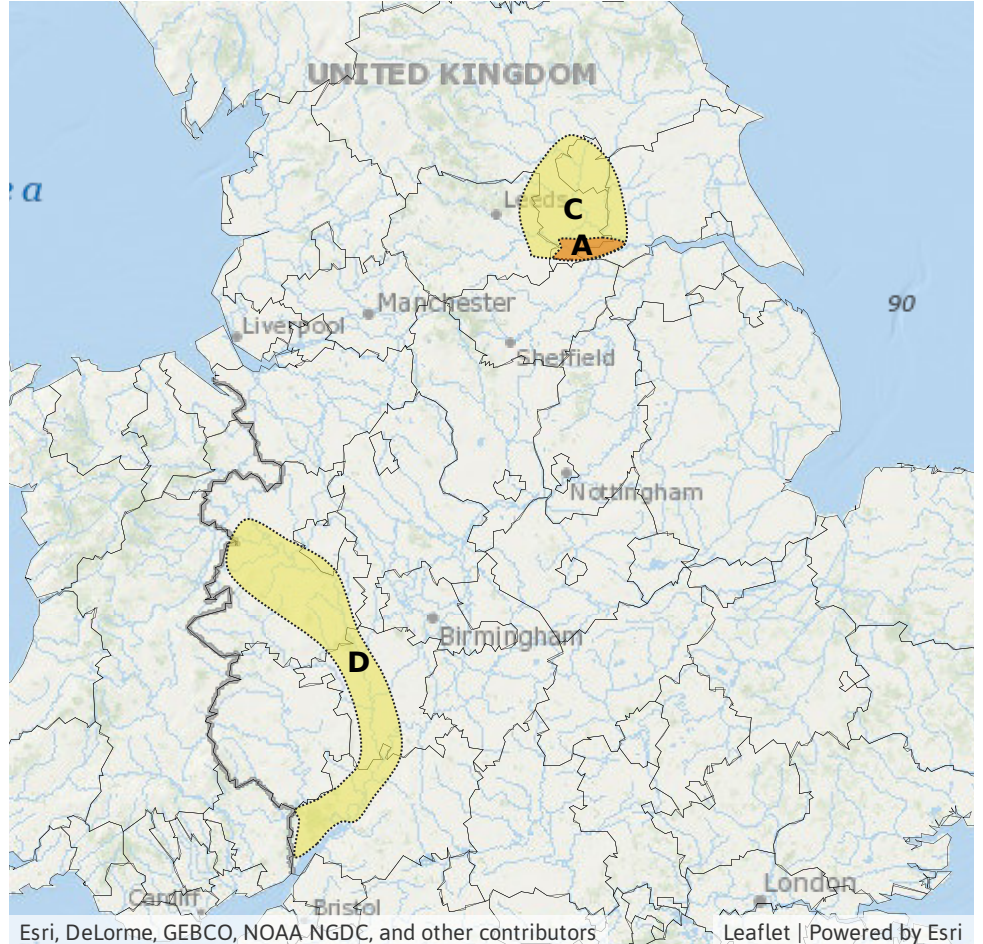 UNITED KINGDOM
e a
Leeds
C
A
90
Manchester
Liverpool
Sheffield
Nottingham
Birmingham
D
London
Cardiff
Bristol
Esri, DeLorme, GEBCO, NOAA NGDC, and other contributors
Leaflet | Powered by Esri